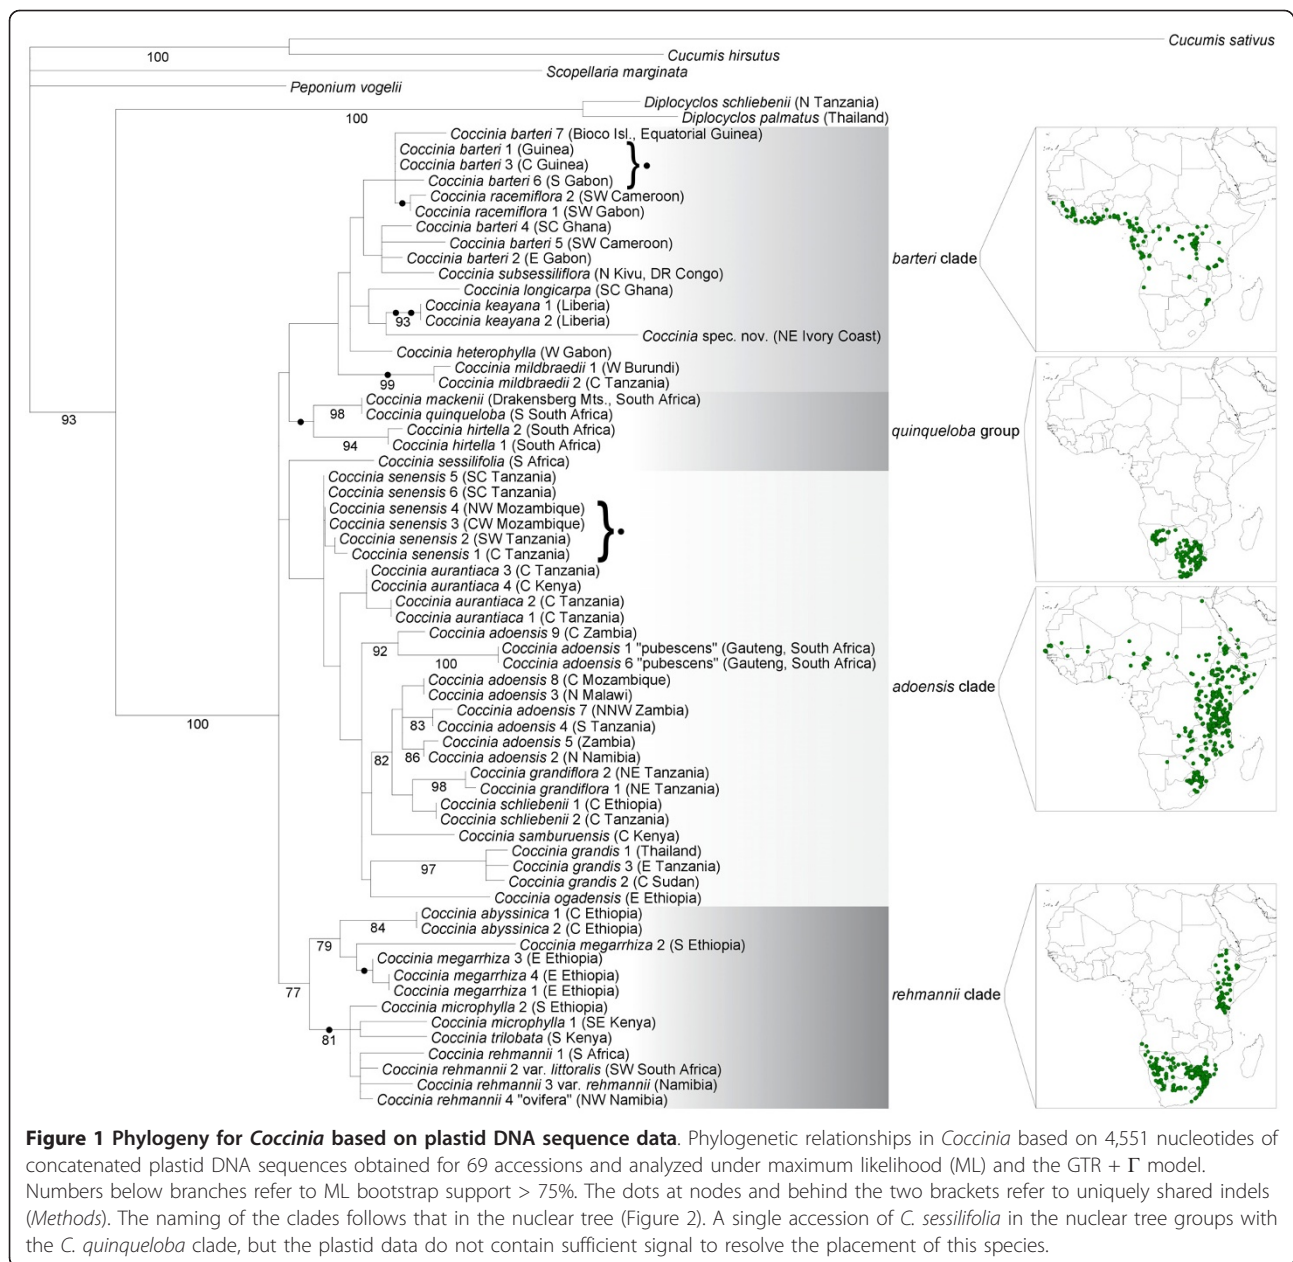 Cucumis sativus
100
Cucumis hirsutus
Scopellaria marginata
Peponium vogelii
Diplocyclos schliebenii (N Tanzania)
100
Diplocyclos palmatus (Thailand)
Coccinia barteri 7 (Bioco Isl., Equatorial Guinea)
Coccinia barteri 1 (Guinea)
Coccinia barteri 3 (C Guinea)
Coccinia barteri 6 (S Gabon)
Coccinia racemiflora 2 (SW Cameroon)
Coccinia racemiflora 1 (SW Gabon)
Coccinia barteri 4 (SC Ghana)
Coccinia barteri 5 (SW Cameroon)
Coccinia barteri 2 (E Gabon)
barteri clade
Coccinia subsessiliflora (N Kivu, DR Congo)
Coccinia longicarpa (SC Ghana)
Coccinia keayana 1 (Liberia)
93
Coccinia keayana 2 (Liberia)
Coccinia spec. nov. (NE Ivory Coast)
Coccinia heterophylla (W Gabon)
Coccinia mildbraedii 1 (W Burundi)
99
Coccinia mildbraedii 2 (C Tanzania)
Coccinia mackenii (Drakensberg Mts., South Africa)
98
Coccinia quinqueloba (S South Africa)
93
Coccinia hirtella 2 (South Africa)
quinqueloba group
94
Coccinia hirtella 1 (South Africa)
Coccinia sessilifolia (S Africa)
Coccinia senensis 5 (SC Tanzania)
Coccinia senensis 6 (SC Tanzania)
Coccinia senensis 4 (NW Mozambique)
Coccinia senensis 3 (CW Mozambique)
Coccinia senensis 2 (SW Tanzania)
Coccinia senensis 1 (C Tanzania)
Coccinia aurantiaca 3 (C Tanzania)
Coccinia aurantiaca 4 (C Kenya)
Coccinia aurantiaca 2 (C Tanzania)
Coccinia aurantiaca 1 (C Tanzania)
Coccinia adoensis 9 (C Zambia)
92
Coccinia adoensis 1 "pubescens" (Gauteng, South Africa)
100
Coccinia adoensis 6 "pubescens" (Gauteng, South Africa)
Coccinia adoensis 8 (C Mozambique)
adoensis clade
Coccinia adoensis 3 (N Malawi)
Coccinia adoensis 7 (NNW Zambia)
100
83
Coccinia adoensis 4 (S Tanzania)
Coccinia adoensis 5 (Zambia)
82
86
Coccinia adoensis 2 (N Namibia)
Coccinia grandiflora 2 (NE Tanzania)
98
Coccinia grandiflora 1 (NE Tanzania)
Coccinia schliebenii 1 (C Ethiopia)
Coccinia schliebenii 2 (C Tanzania)
Coccinia samburuensis (C Kenya)
Coccinia grandis 1 (Thailand)
97
Coccinia grandis 3 (E Tanzania)
Coccinia grandis 2 (C Sudan)
Coccinia ogadensis (E Ethiopia)
Coccinia abyssinica 1 (C Ethiopia)
84
Coccinia abyssinica 2 (C Ethiopia)
79
Coccinia megarrhiza 2 (S Ethiopia)
Coccinia megarrhiza 3 (E Ethiopia)
Coccinia megarrhiza 4 (E Ethiopia)
77
Coccinia megarrhiza 1 (E Ethiopia)
rehmannii clade
Coccinia microphylla 2 (S Ethiopia)
Coccinia microphylla 1 (SE Kenya)
81
Coccinia trilobata (S Kenya)
Coccinia rehmannii 1 (S Africa)
Coccinia rehmannii 2 var. littoralis (SW South Africa)
Coccinia rehmannii 3 var. rehmannii (Namibia)
Coccinia rehmannii 4 "ovifera" (NW Namibia)
Figure 1 Phylogeny for Coccinia based on plastid DNA sequence data. Phylogenetic relationships in Coccinia based on 4,551 nucleotides of
concatenated plastid DNA sequences obtained for 69 accessions and analyzed under maximum likelihood (ML) and the GTR + Γ model.
Numbers below branches refer to ML bootstrap support > 75%. The dots at nodes and behind the two brackets refer to uniquely shared indels
(Methods). The naming of the clades follows that in the nuclear tree (Figure 2). A single accession of C. sessilifolia in the nuclear tree groups with
the C. quinqueloba clade, but the plastid data do not contain sufficient signal to resolve the placement of this species.